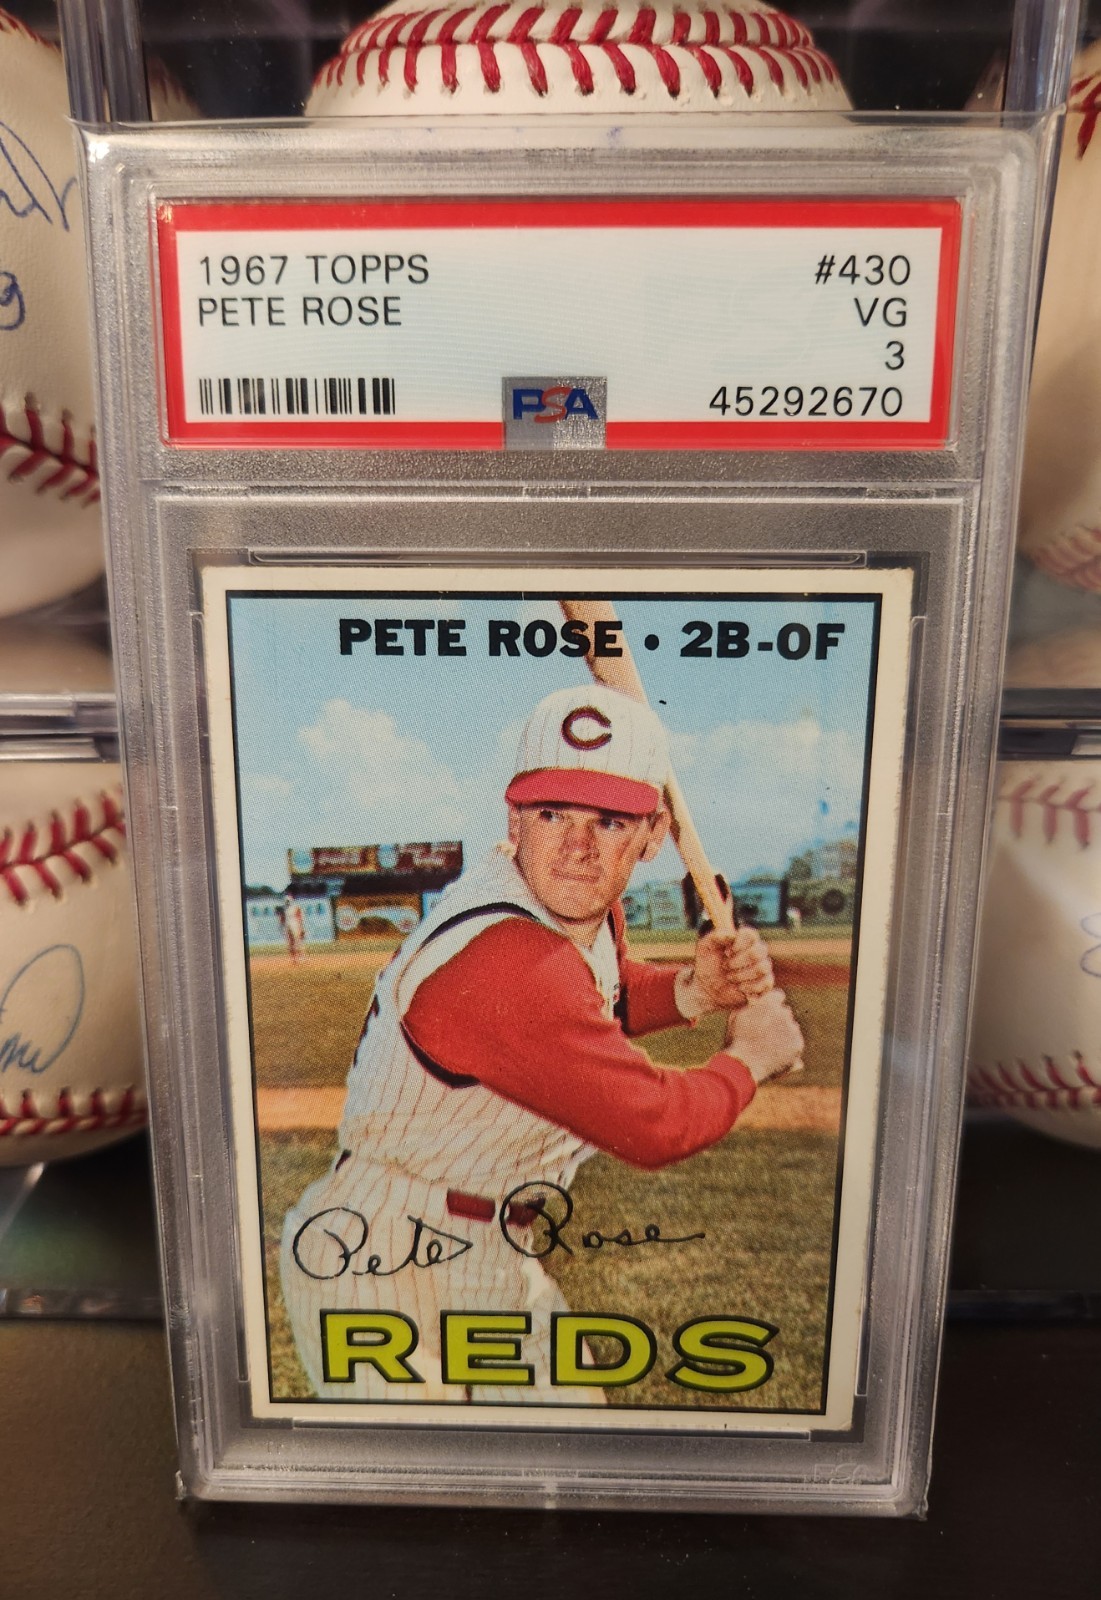 1967 TOPPS #430
PETE ROSE VG
3
PSA 45292670
PETE ROSE • 2B-OF
C
Pete Rose
REDS